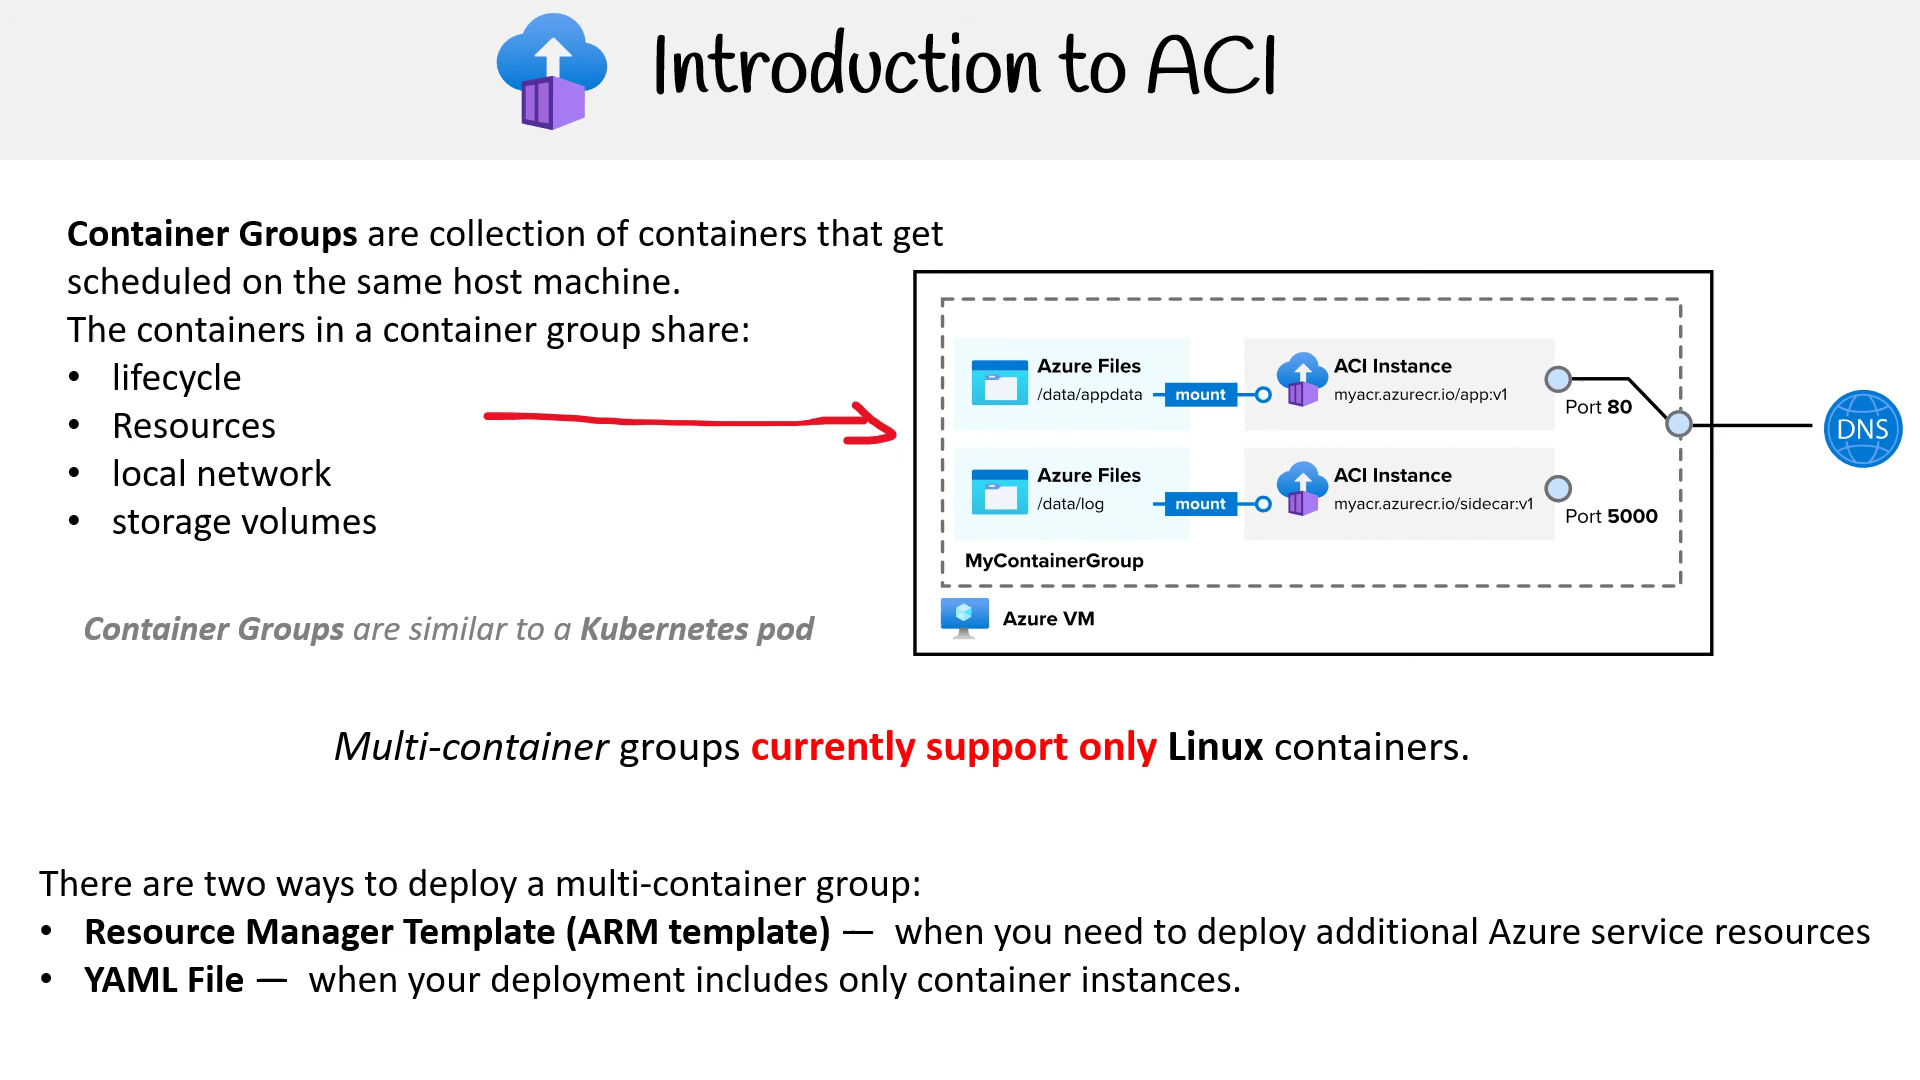 Introduction to ACI
Container Groups are collection of containers that get
scheduled on the same host machine.
The containers in a container group share:
• lifecycle
• Resources
• local network
• storage volumes
Container Groups are similar to a Kubernetes pod
Azure Files
/data/appdata
mount
ACI Instance
myacr.azurecr.io/app:v1
Port 80
DNS
Azure Files
/data/log
mount
ACI Instance
myacr.azurecr.io/sidecar:v1
Port 5000
MyContainerGroup
Azure VM
Multi-container groups currently support only Linux containers.
There are two ways to deploy a multi-container group:
• Resource Manager Template (ARM template) — when you need to deploy additional Azure service resources
• YAML File — when your deployment includes only container instances.